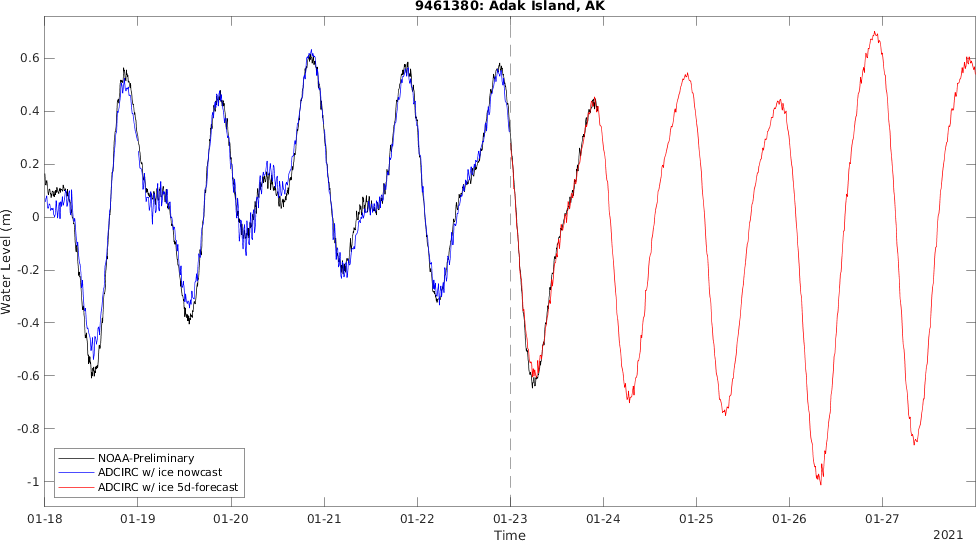 9461380: Adak Island, AK
0.6
0.4
0.2
0
-0.2
-0.4
-0.6
-0.8
-1
Water Level (m)
NOAA-Preliminary
ADCIRC w/ ice nowcast
ADCIRC w/ ice 5d-forecast
01-18 01-19 01-20 01-21 01-22 01-23 01-24 01-25 01-26 01-27
Time
2021